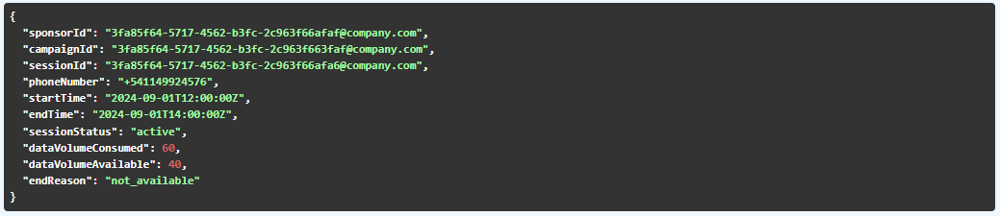 {
"sponsorId": "3fa85f64-5717-4562-b3fc-2c963f66afaf@company.com",
"campaignId": "3fa85f64-5717-4562-b3fc-2c963f663faf@company.com",
"sessionId": "3fa85f64-5717-4562-b3fc-2c963f66afa6@company.com",
"phoneNumber": "+541149924576",
"startTime": "2024-09-01T12:00:00Z",
"endTime": "2024-09-01T14:00:00Z",
"sessionStatus": "active",
"dataVolumeConsumed": 60,
"dataVolumeAvailable": 40,
"endReason": "not_available"
}